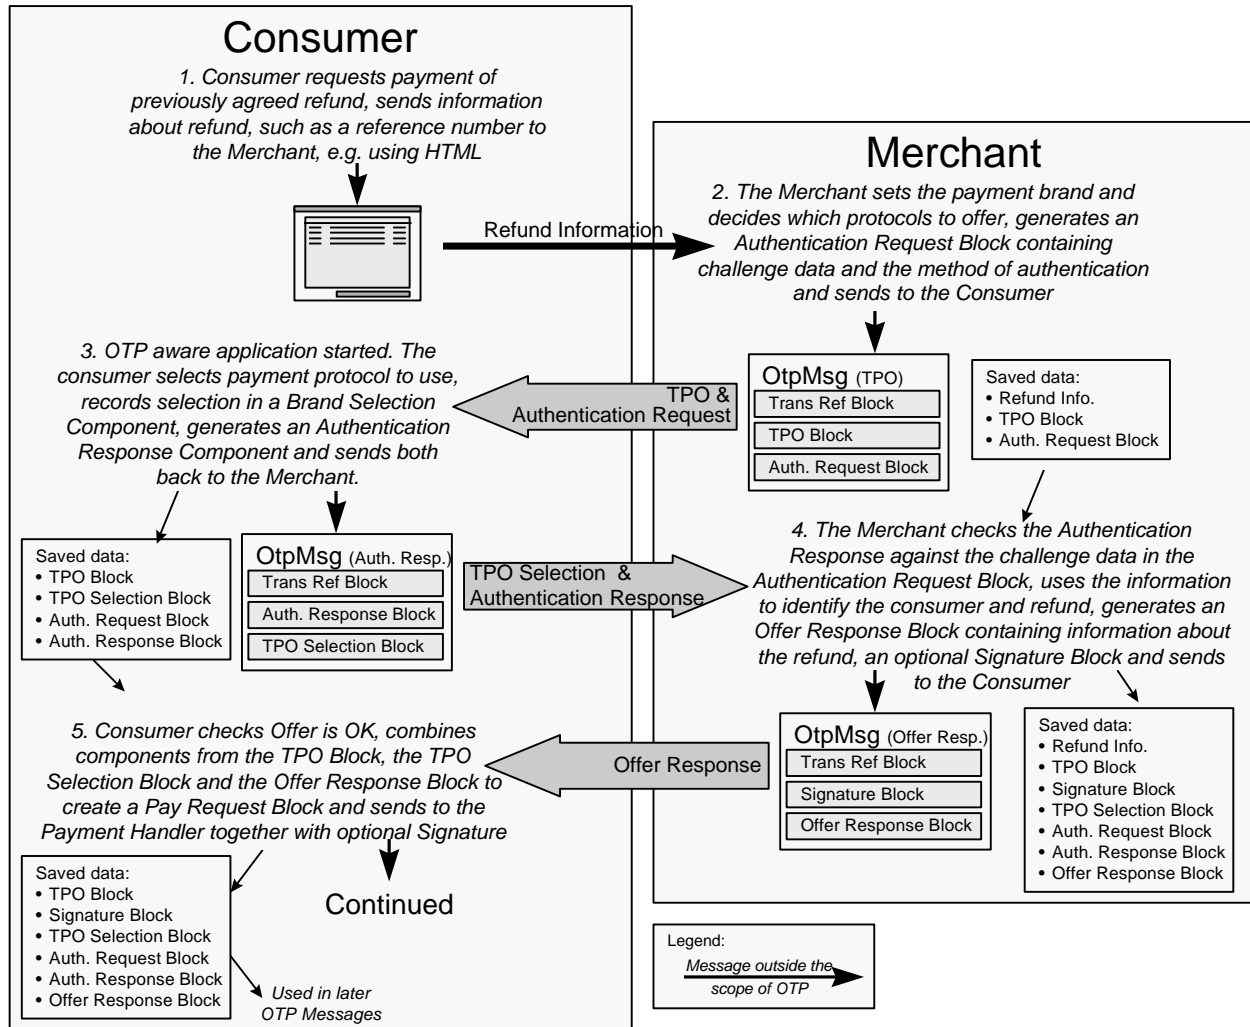 Consumer
1. Consumer requests payment of
previously agreed refund, sends information
about refund, such as a reference number to
the Merchant, e.g. using HTML
Refund Information
Merchant
2. The Merchant sets the payment brand and
decides which protocols to offer, generates an
Authentication Request Block containing
challenge data and the method of authentication
and sends to the Consumer
3. OTP aware application started. The
consumer selects payment protocol to use,
records selection in a Brand Selection
Component, generates an Authentication
Response Component and sends both
back to the Merchant.
TPO &
Authentication Request
OtpMsg (TPO)
Trans Ref Block
TPO Block
Auth. Request Block
Saved data:
• Refund Info.
• TPO Block
• Auth. Request Block
Saved data:
• TPO Block
• TPO Selection Block
• Auth. Request Block
• Auth. Response Block
OtpMsg (Auth. Resp.)
Trans Ref Block
Auth. Response Block
TPO Selection Block
TPO Selection &
Authentication Response
4. The Merchant checks the Authentication
Response against the challenge data in the
Authentication Request Block, uses the information
to identify the consumer and refund, generates an
Offer Response Block containing information about
the refund, an optional Signature Block and sends
to the Consumer
5. Consumer checks Offer is OK, combines
components from the TPO Block, the TPO
Selection Block and the Offer Response Block to
create a Pay Request Block and sends to the
Payment Handler together with optional Signature
Offer Response
OtpMsg (Offer Resp.)
Trans Ref Block
Signature Block
Offer Response Block
Saved data:
• Refund Info.
• TPO Block
• Signature Block
• TPO Selection Block
• Auth. Request Block
• Auth. Response Block
• Offer Response Block
Saved data:
• TPO Block
• Signature Block
• TPO Selection Block
• Auth. Request Block
• Auth. Response Block
• Offer Response Block
Continued
Used in later
OTP Messages
Legend:
Message outside the
scope of OTP